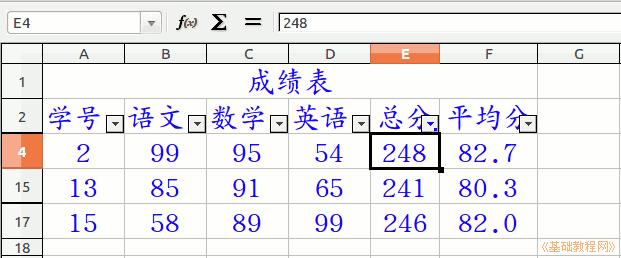 E4 f(x) Σ = 248
A B C D E F G
1 成绩表
2 学号 语文 数学 英语 总分 平均分
4 2 99 95 54 248 82.7
15 13 85 91 65 241 80.3
17 15 58 89 99 246 82.0
18
《基础教程网》